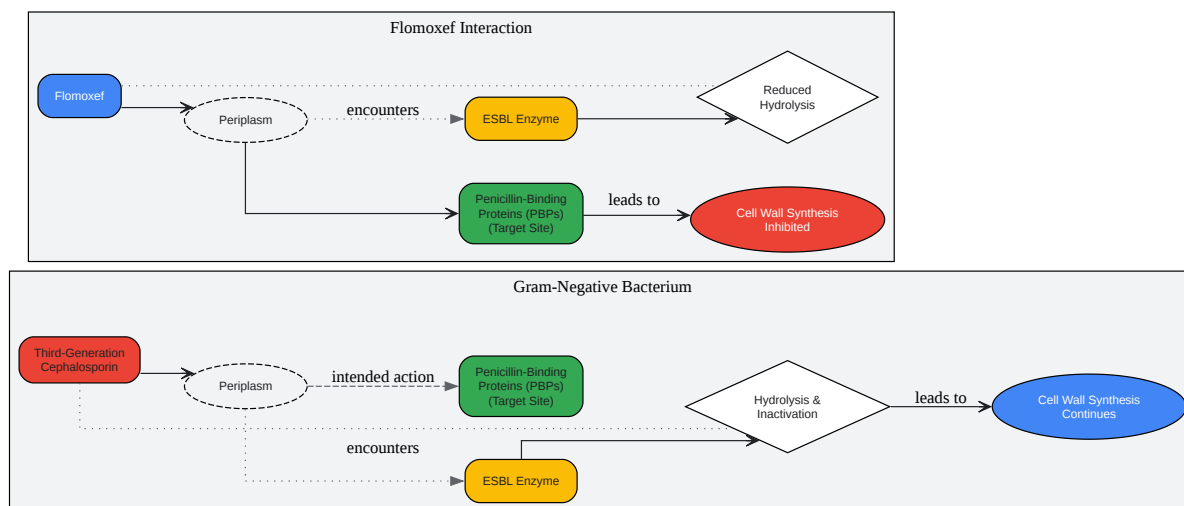 Flomoxef Interaction
Flomoxef
Periplasm
encounters
ESBL Enzyme
Reduced
Hydrolysis
Penicillin-Binding
Proteins (PBPs)
(Target Site)
leads to
Cell Wall Synthesis
Inhibited
Gram-Negative Bacterium
Third-Generation
Cephalosporin
Periplasm
intended action
Penicillin-Binding
Proteins (PBPs)
(Target Site)
encounters
ESBL Enzyme
Hydrolysis &
Inactivation
leads to
Cell Wall Synthesis
Continues